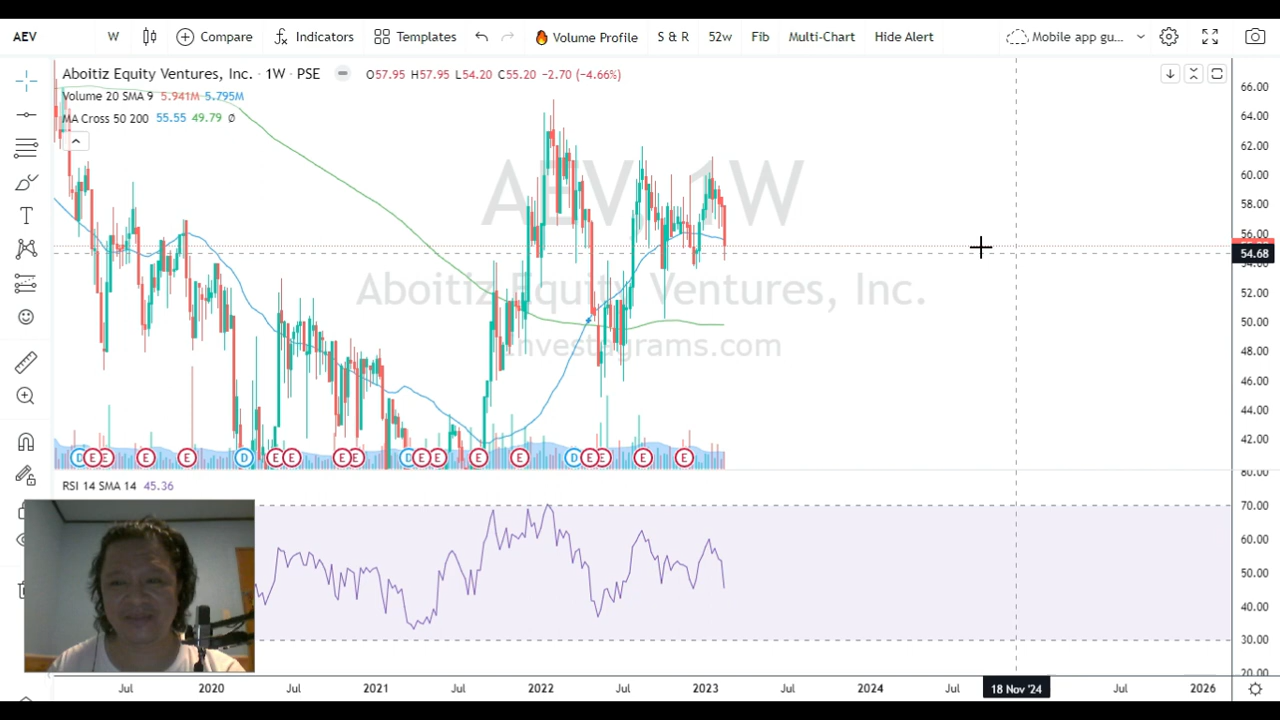 AEV W Compare Indicators Templates Volume Profile S & R 52w Fib Multi-Chart Hide Alert Mobile app gu...
Aboitiz Equity Ventures, Inc. · 1W · PSE O57.95 H57.95 L54.20 C55.20 -2.70 (-4.66%)
Volume 20 SMA 9 5.941M 5.795M
MA Cross 50 200 55.55 49.79 Ø
AEV, 1W
Aboitiz Equity Ventures, Inc.
Investagrams.com
66.00
64.00
62.00
60.00
58.00
56.00
54.68
52.00
50.00
48.00
46.00
44.00
42.00
D E E E E D E E E E D E E E E D E E E E
RSI 14 SMA 14 45.36
80.00
70.00
60.00
50.00
40.00
30.00
20.00
Jul 2020 Jul 2021 Jul 2022 Jul 2023 Jul 2024 Jul 18 Nov '24 Jul 2026